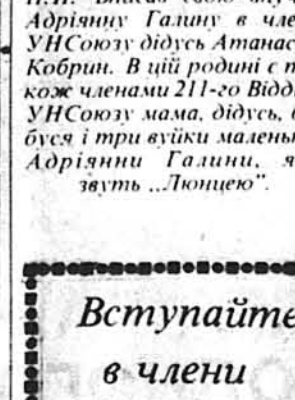 Адріянну Галину в чле
УНСоюзу дідусь Атанас
Кобрин. В цій родині є т
кож членами 211-го Відді
УНСоюзу мама, дідусь,
буся і три вуйки малень
Адріянни Галини, я
звуть „Люнцею".
Вступайте
в члени